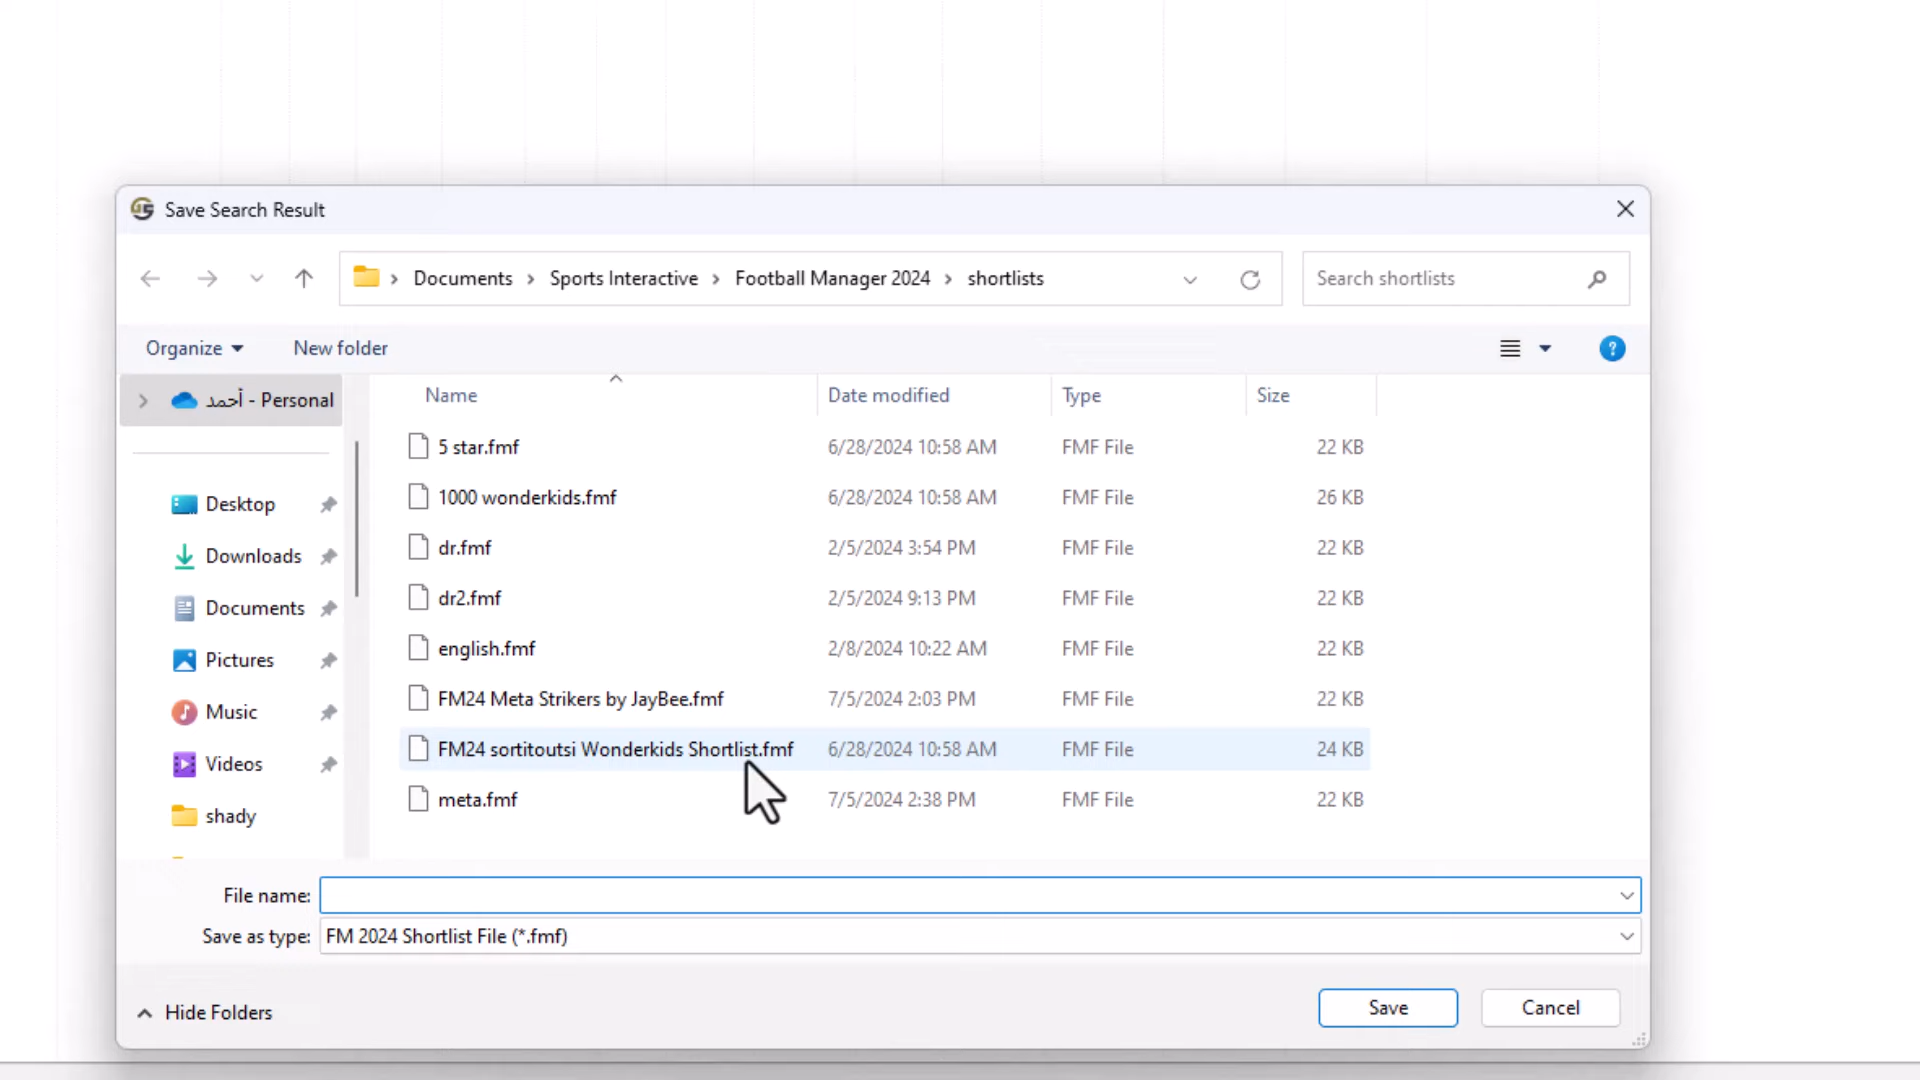 Save Search Result
Documents Sports Interactive Football Manager 2024 shortlists
Search shortlists
Organize
New folder
أحمد - Personal
Desktop
Downloads
Documents
Pictures
Music
Videos
shady
Name Date modified Type Size
5 star.fmf 6/28/2024 10:58 AM FMF File 22 KB
1000 wonderkids.fmf 6/28/2024 10:58 AM FMF File 26 KB
dr.fmf 2/5/2024 3:54 PM FMF File 22 KB
dr2.fmf 2/5/2024 9:13 PM FMF File 22 KB
english.fmf 2/8/2024 10:22 AM FMF File 22 KB
FM24 Meta Strikers by JayBee.fmf 7/5/2024 2:03 PM FMF File 22 KB
FM24 sortitoutsi Wonderkids Shortlist.fmf 6/28/2024 10:58 AM FMF File 24 KB
meta.fmf 7/5/2024 2:38 PM FMF File 22 KB
File name:
Save as type: FM 2024 Shortlist File (*.fmf)
Hide Folders
Save
Cancel